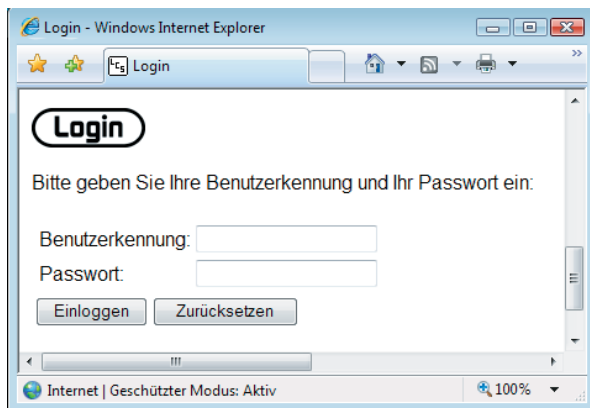 Login - Windows Internet Explorer
Login
Login
Bitte geben Sie Ihre Benutzerkennung und Ihr Passwort ein:
Benutzerkennung:
Passwort:
Einloggen Zurücksetzen
Internet | Geschützter Modus: Aktiv 100%